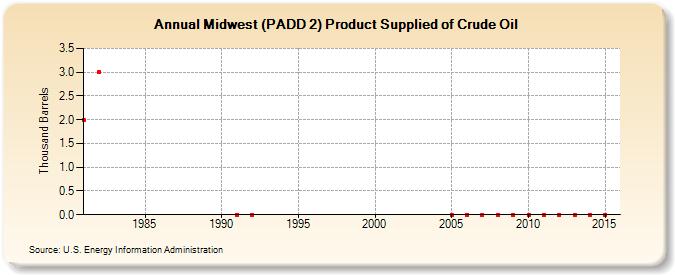 Annual Midwest (PADD 2) Product Supplied of Crude Oil
Thousand Barrels
3.5
3.0
2.5
2.0
1.5
1.0
0.5
0.0
1985 1990 1995 2000 2005 2010 2015
Source: U.S. Energy Information Administration